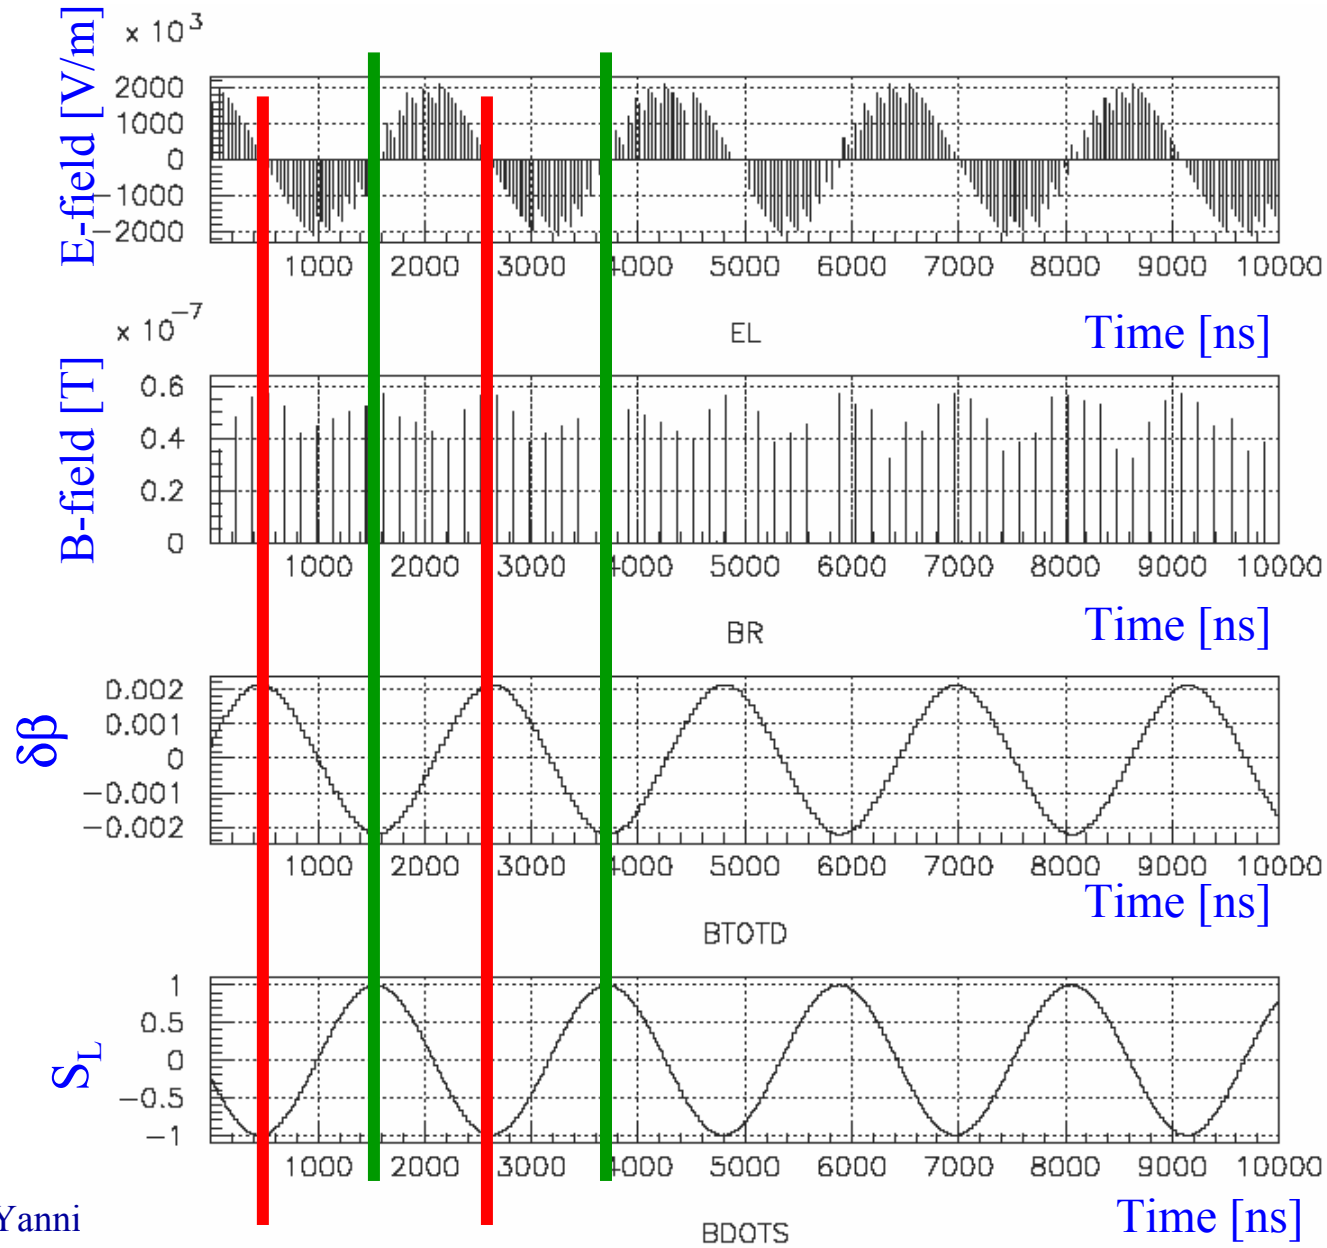 x 10³
E-field [V/m]
2000
1000
0
−1000
−2000
1000 2000 3000 4000 5000 6000 7000 8000 9000 10000
EL
Time [ns]
x 10⁻⁷
B-field [T]
0.6
0.4
0.2
0
1000 2000 3000 4000 5000 6000 7000 8000 9000 10000
BR
Time [ns]
δβ
0.002
0.001
0
−0.001
−0.002
1000 2000 3000 4000 5000 6000 7000 8000 9000 10000
BTOTD
Time [ns]
S_L
1
0.5
0
−0.5
−1
1000 2000 3000 4000 5000 6000 7000 8000 9000 10000
BDOTS
Time [ns]
Yanni